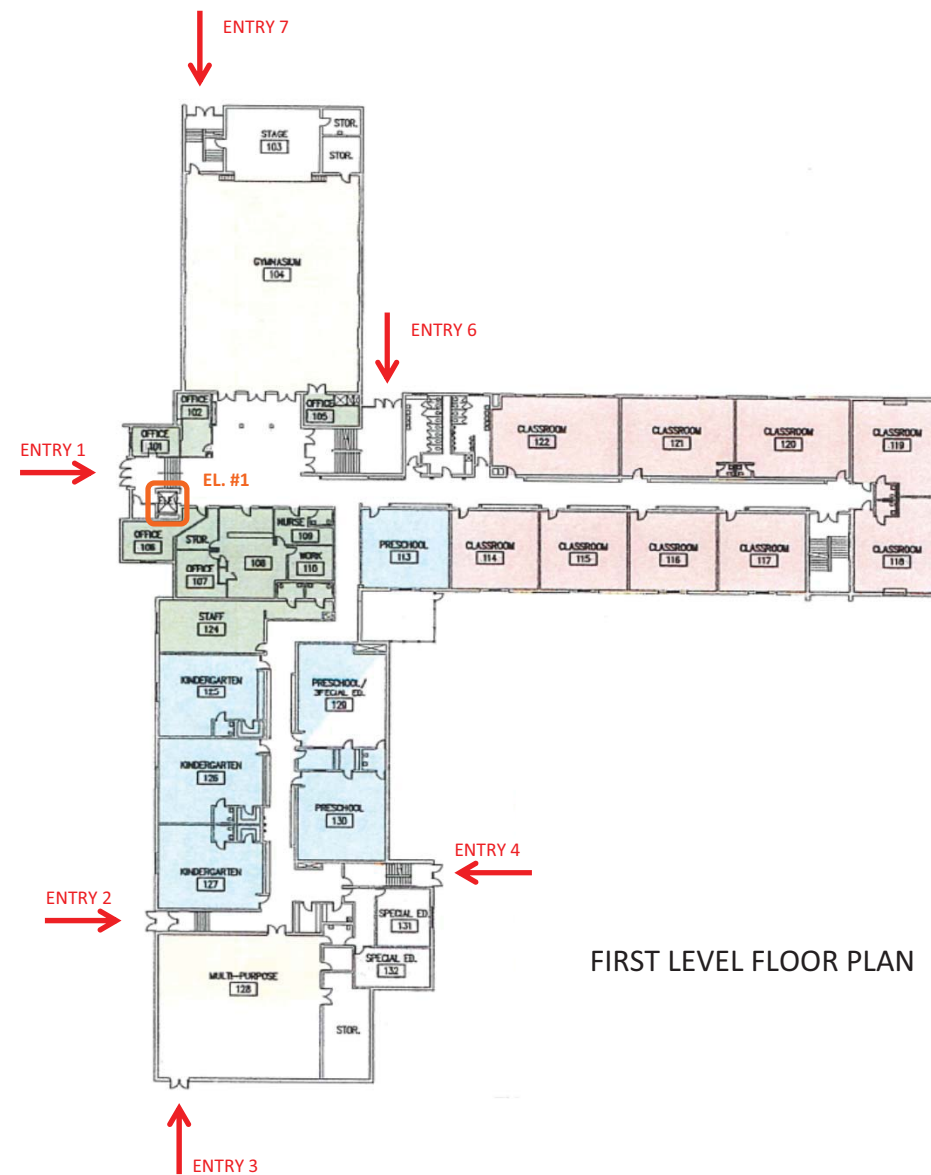 ENTRY 7
STAGE
103
STOR.
STOR.
GYMNASIUM
104
ENTRY 6
OFFICE
102
OFFICE
105
OFFICE
101
ENTRY 1
EL. #1
CLASSROOM
122
CLASSROOM
121
CLASSROOM
120
CLASSROOM
119
OFFICE
106
STOR.
OFFICE
107
108
NURSE
109
WORK
110
PRESCHOOL
113
CLASSROOM
114
CLASSROOM
115
CLASSROOM
116
CLASSROOM
117
CLASSROOM
118
STAFF
124
KINDERGARTEN
125
PRESCHOOL/
SPECIAL ED.
129
KINDERGARTEN
126
PRESCHOOL
130
KINDERGARTEN
127
ENTRY 4
ENTRY 2
SPECIAL ED.
131
SPECIAL ED.
132
MULTI-PURPOSE
128
STOR.
FIRST LEVEL FLOOR PLAN
ENTRY 3